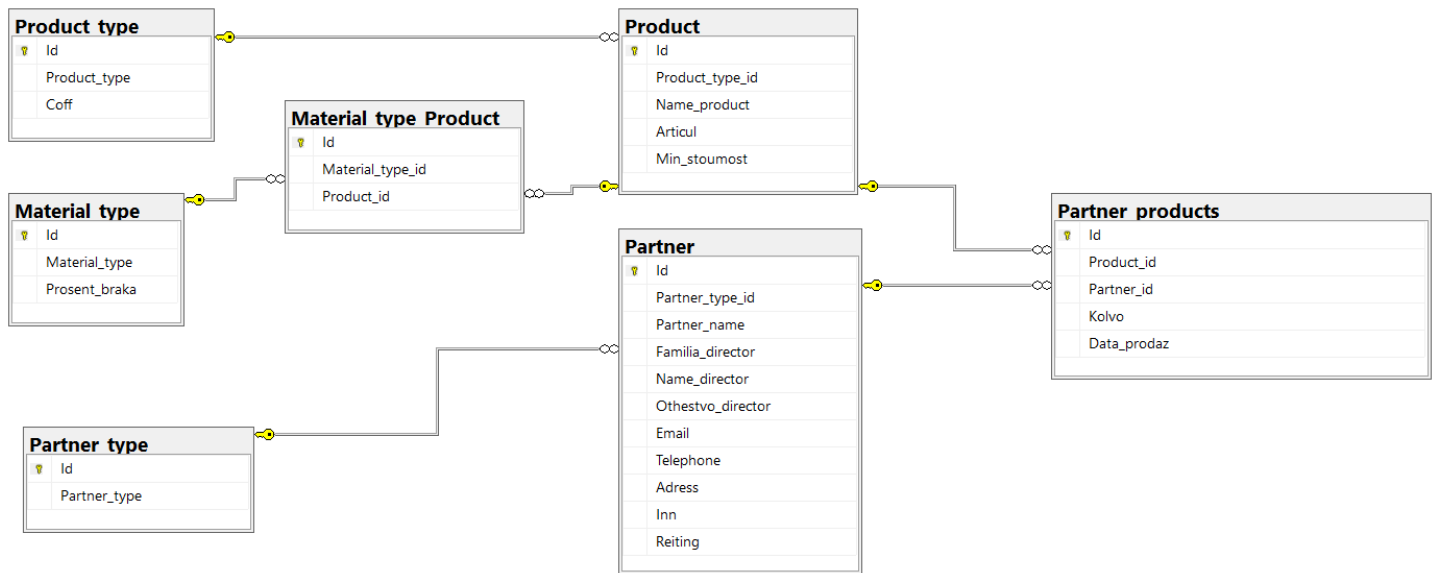 Product_type
Id
Product_type
Coff
Material_type_Product
Id
Material_type_id
Product_id
Material_type
Id
Material_type
Prosent_braka
Partner_type
Id
Partner_type
Product
Id
Product_type_id
Name_product
Articul
Min_stoumost
Partner
Id
Partner_type_id
Partner_name
Familia_director
Name_director
Othestvo_director
Email
Telephone
Adress
Inn
Reiting
Partner_products
Id
Product_id
Partner_id
Kolvo
Data_prodaz